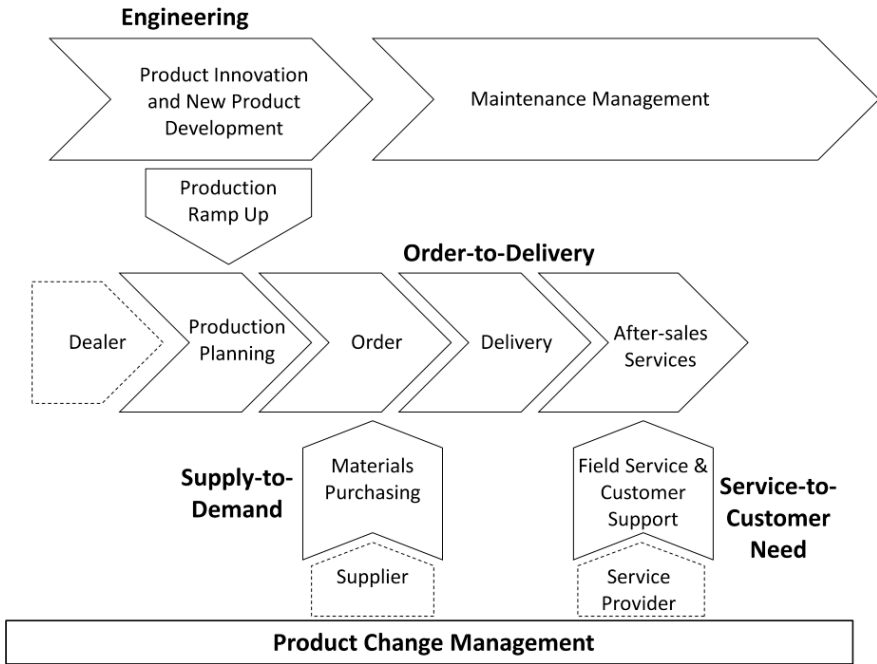 Engineering
Product Innovation
and New Product
Development
Maintenance Management
Production
Ramp Up
Order-to-Delivery
Dealer
Production
Planning
Order
Delivery
After-sales
Services
Supply-to-
Demand
Materials
Purchasing
Field Service &
Customer
Support
Service-to-
Customer
Need
Supplier
Service
Provider
Product Change Management